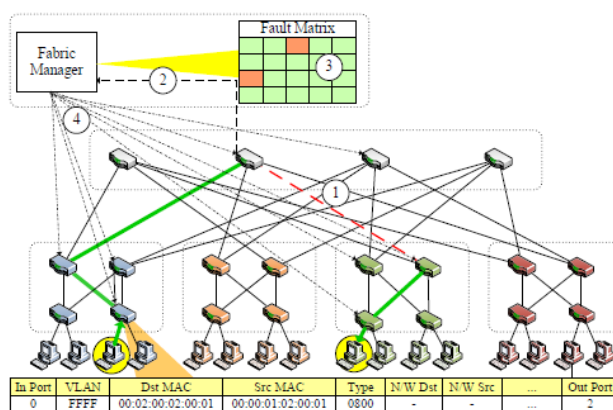 Fault Matrix
Fabric
Manager
2
3
4
1
In Port VLAN Dst MAC Src MAC Type N/W Dst N/W Src ... Out Port
0 FFFF 00:02:00:02:00:01 00:00:01:02:00:01 0800 - - ... 2